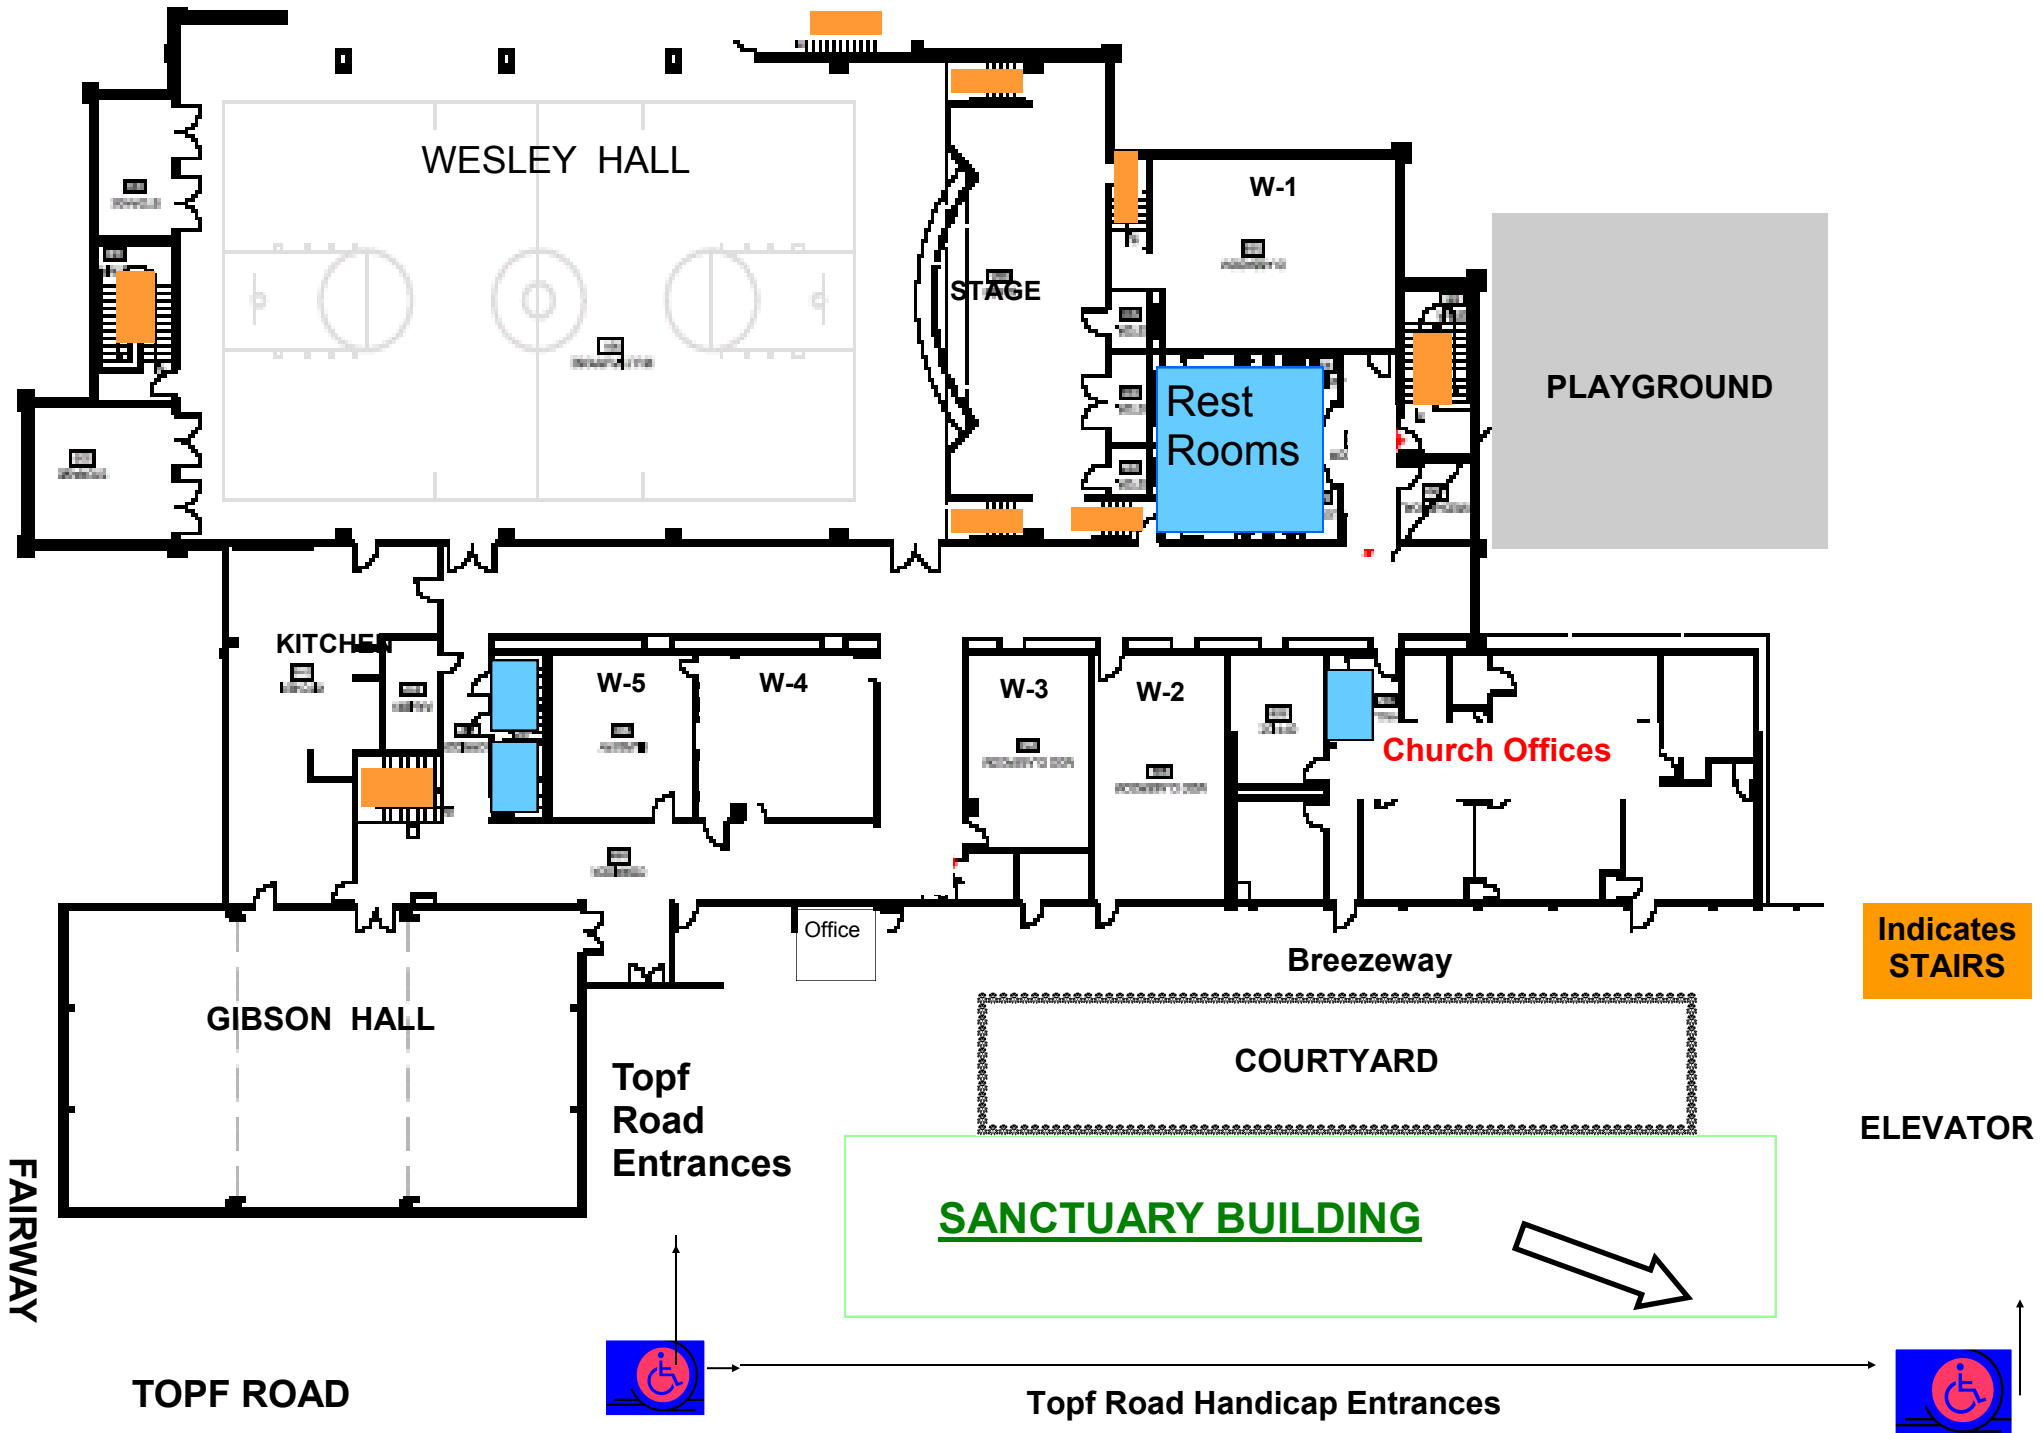 WESLEY HALL
W-1
STAGE
PLAYGROUND
Rest
Rooms
KITCHEN
W-5
W-4
W-3
W-2
Church Offices
Office
Breezeway
Indicates
STAIRS
GIBSON HALL
COURTYARD
Topf
Road
Entrances
ELEVATOR
FAIRWAY
SANCTUARY BUILDING
TOPF ROAD
Topf Road Handicap Entrances